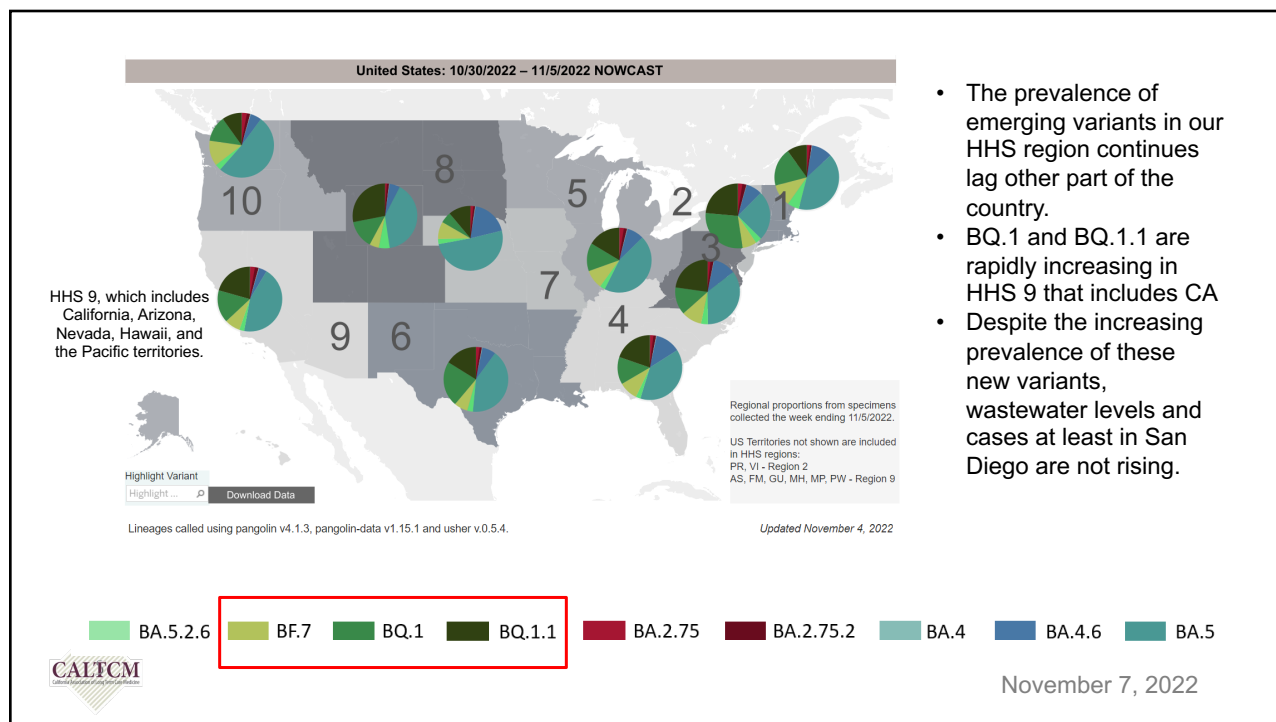 United States: 10/30/2022 – 11/5/2022 NOWCAST
10
8
5
2
1
3
7
4
9
6
HHS 9, which includes
California, Arizona,
Nevada, Hawaii, and
the Pacific territories.
Regional proportions from specimens
collected the week ending 11/5/2022.
US Territories not shown are included
in HHS regions:
PR, VI - Region 2
AS, FM, GU, MH, MP, PW - Region 9
Highlight Variant
Highlight ...
Download Data
Lineages called using pangolin v4.1.3, pangolin-data v1.15.1 and usher v.0.5.4.
Updated November 4, 2022
• The prevalence of
emerging variants in our
HHS region continues
lag other part of the
country.
• BQ.1 and BQ.1.1 are
rapidly increasing in
HHS 9 that includes CA
• Despite the increasing
prevalence of these
new variants,
wastewater levels and
cases at least in San
Diego are not rising.
BA.5.2.6 BF.7 BQ.1 BQ.1.1 BA.2.75 BA.2.75.2 BA.4 BA.4.6 BA.5
CALTCM
California Association of Long Term Care Medicine
November 7, 2022